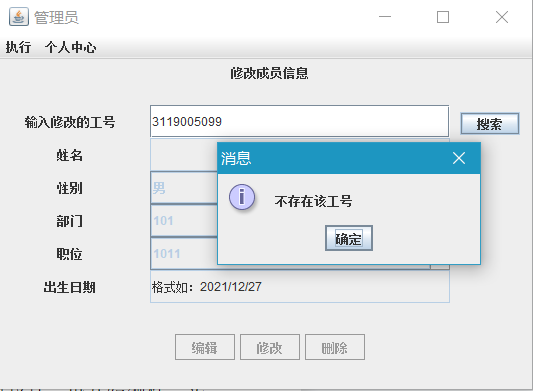 管理员
执行 个人中心
修改成员信息
输入修改的工号 3119005099 搜索
姓名
消息
性别 男
不存在该工号
部门 101
确定
职位 1011
出生日期 格式如：2021/12/27
编辑 修改 删除